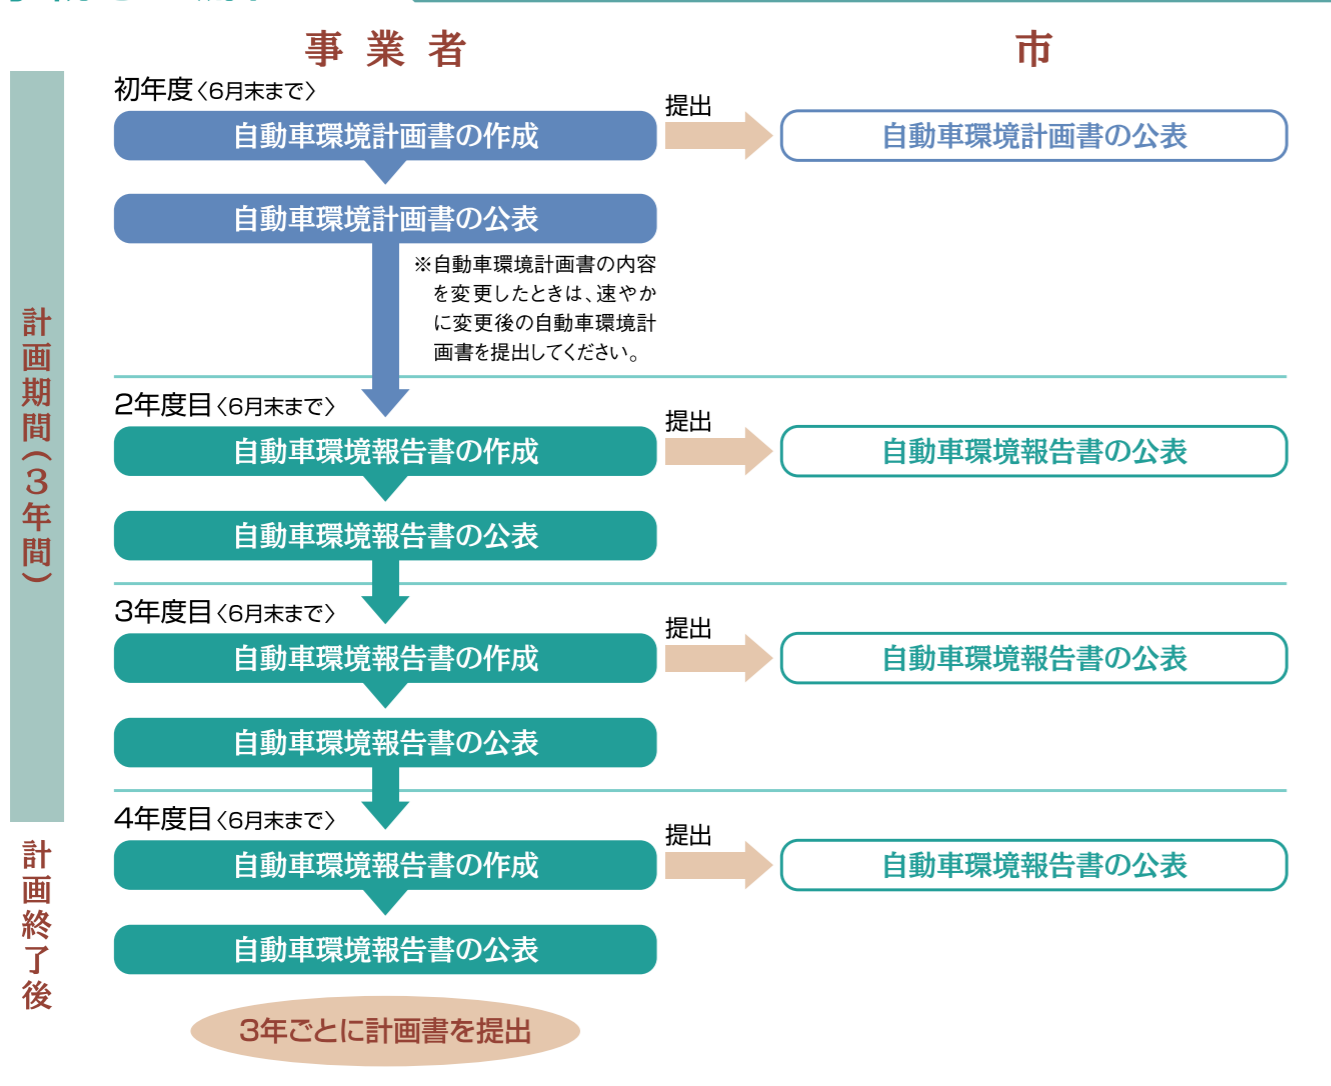 事業者
市
計画期間(3年間)
初年度〈6月末まで〉
自動車環境計画書の作成
提出
自動車環境計画書の公表
自動車環境計画書の公表
※自動車環境計画書の内容
を変更したときは、速やか
に変更後の自動車環境計
画書を提出してください。
2年度目〈6月末まで〉
自動車環境報告書の作成
提出
自動車環境報告書の公表
自動車環境報告書の公表
3年度目〈6月末まで〉
自動車環境報告書の作成
提出
自動車環境報告書の公表
自動車環境報告書の公表
計画終了後
4年度目〈6月末まで〉
自動車環境報告書の作成
提出
自動車環境報告書の公表
自動車環境報告書の公表
3年ごとに計画書を提出